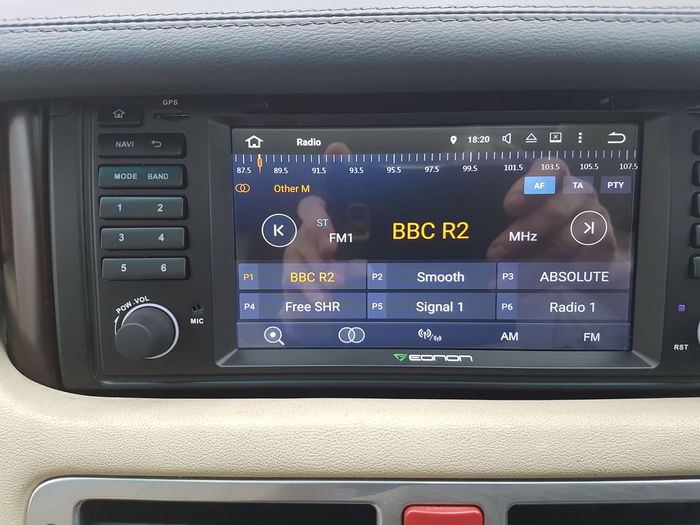 GPS
NAVI
MODE BAND
1 2
3 4
5 6
POW .VOL
MIC
Radio 18:20
87.5 89.5 91.5 93.5 95.5 97.5 99.5 101.5 103.5 105.5 107.5
Other M AF TA PTY
ST
FM1 BBC R2 MHz
P1 BBC R2 P2 Smooth P3 ABSOLUTE
P4 Free SHR P5 Signal 1 P6 Radio 1
AM FM
EONON
RST